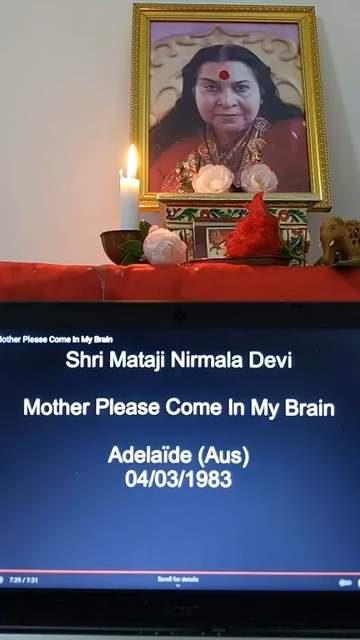 Mother Please Come In My Brain
Shri Mataji Nirmala Devi
Mother Please Come In My Brain
Adelaïde (Aus)
04/03/1983
7:29 / 7:31
Scroll for details